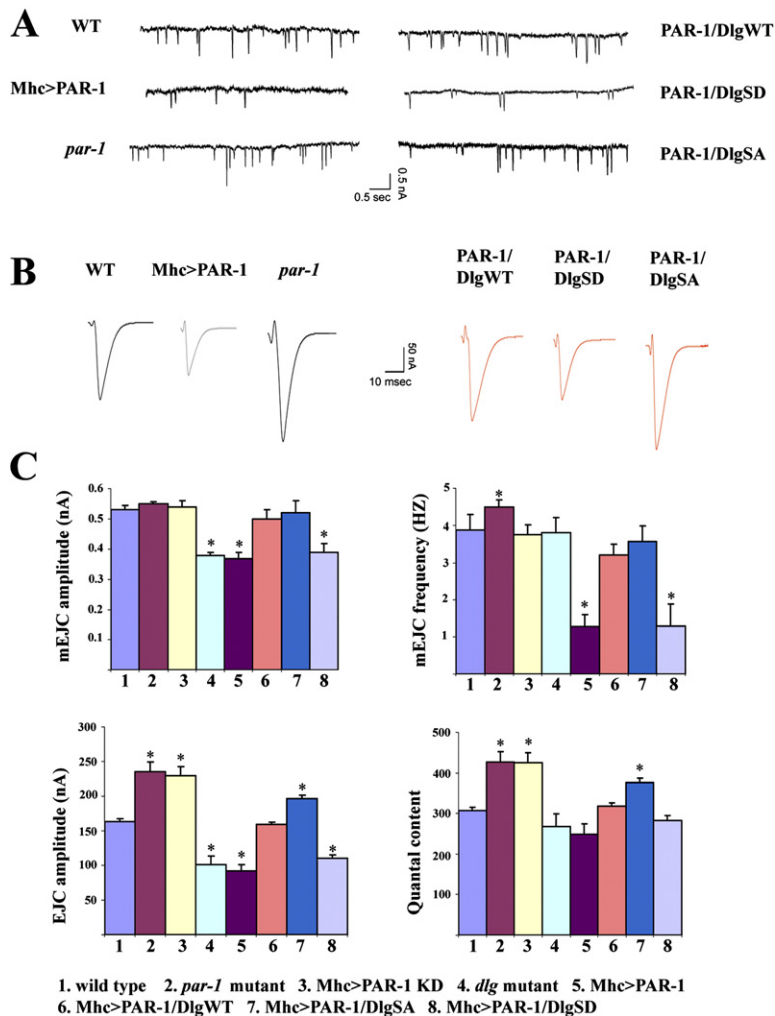 A
WT
PAR-1/DlgWT
Mhc>PAR-1
PAR-1/DlgSD
par-1
PAR-1/DlgSA
0.5 nA
0.5 sec
B
WT
Mhc>PAR-1
par-1
PAR-1/
DlgWT
PAR-1/
DlgSD
PAR-1/
DlgSA
50 nA
10 msec
C
mEJC amplitude (nA)
0.6
0.5
0.4
0.3
0.2
0.1
* * *
1 2 3 4 5 6 7 8
mEJC frequency (HZ)
5
4
3
2
1
* * *
1 2 3 4 5 6 7 8
EJC amplitude (nA)
300
250
200
150
100
50
* * * * * *
1 2 3 4 5 6 7 8
Quantal content
500
400
300
200
100
* * *
1 2 3 4 5 6 7 8
1. wild type 2. par-1 mutant 3. Mhc>PAR-1 KD 4. dlg mutant 5. Mhc>PAR-1
6. Mhc>PAR-1/DlgWT 7. Mhc>PAR-1/DlgSA 8. Mhc>PAR-1/DlgSD